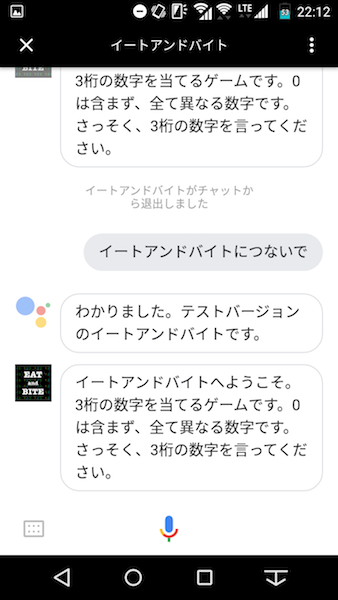 LTE 53 22:12
イートアンドバイト
BITE
3桁の数字を当てるゲームです。0
は含まず、全て異なる数字です。
さっそく、3桁の数字を言ってくだ
さい。
イートアンドバイトがチャットか
ら退出しました
イートアンドバイトにつないで
わかりました。テストバージョン
のイートアンドバイトです。
EAT
and
BITE
イートアンドバイトへようこそ。
3桁の数字を当てるゲームです。0
は含まず、全て異なる数字です。
さっそく、3桁の数字を言ってくだ
さい。